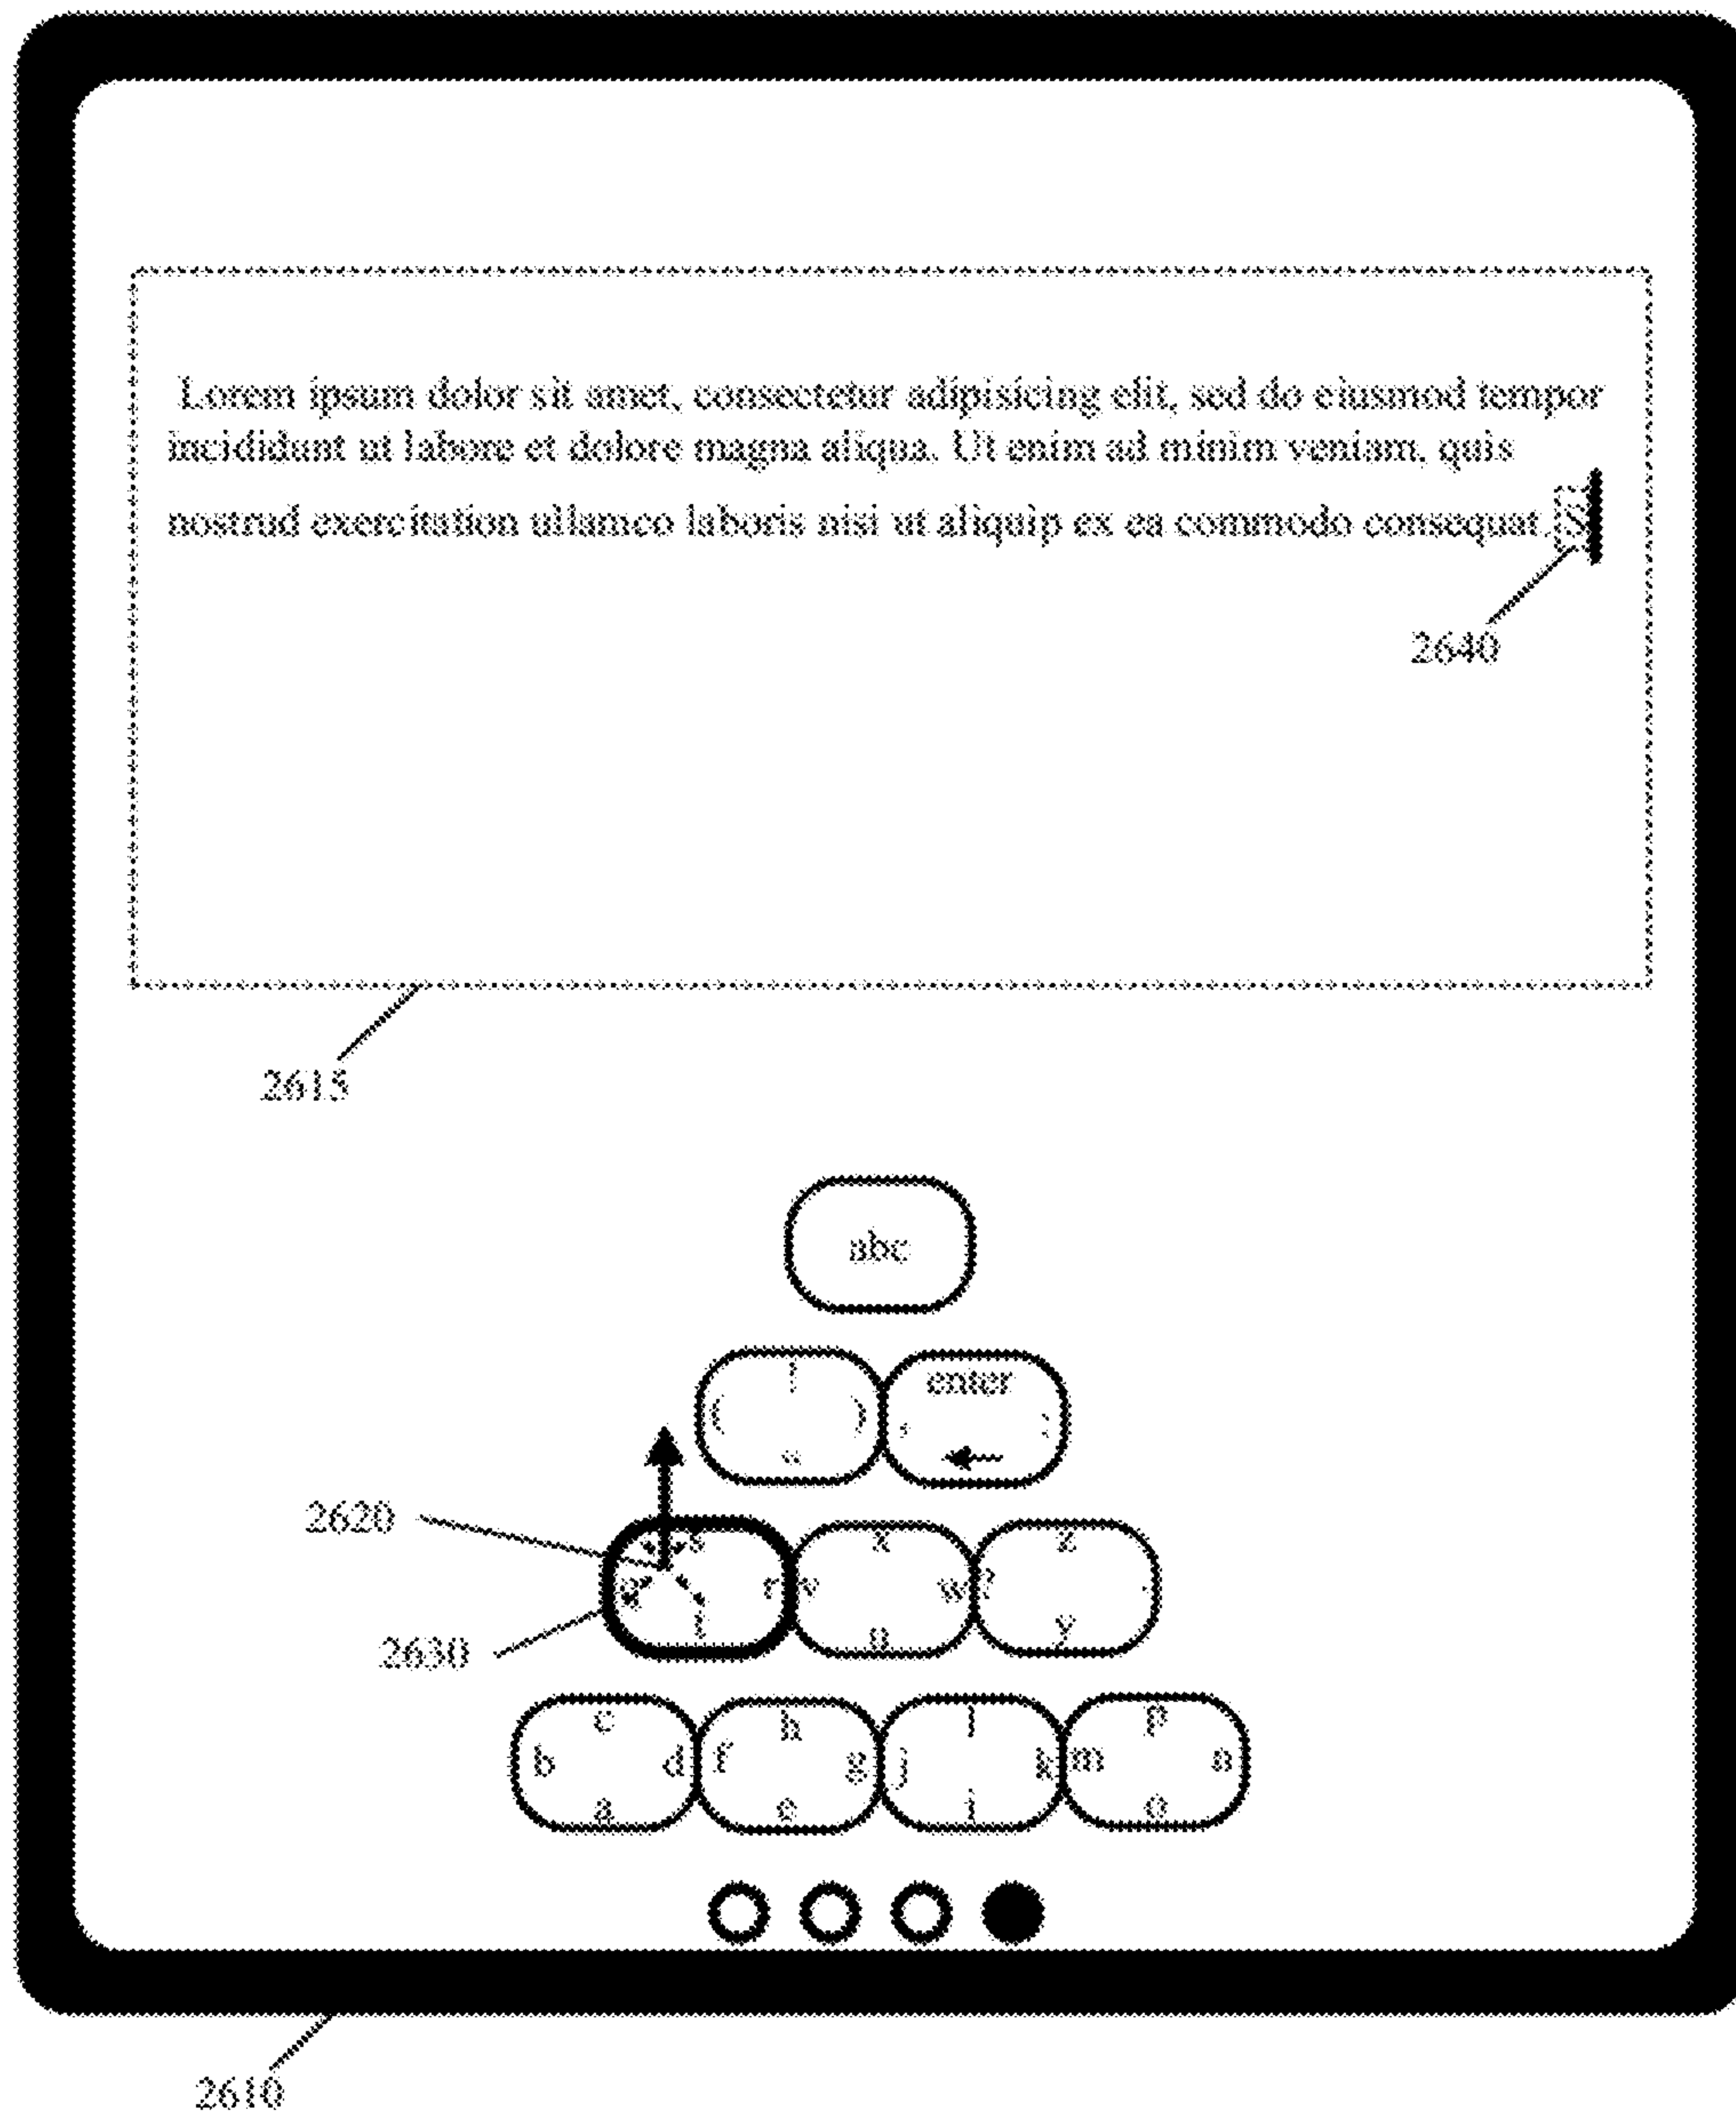 Lorem ipsum dolor sit amet, consectetur adipisicing elit, sed do eiusmod tempor
incididunt ut labore et dolore magna aliqua. Ut enim ad minim veniam, quis
nostrud exercitation ullamco laboris nisi ut aliquip ex ea commodo consequat. S
2640
2615
abc
! enter
( ) , ;
"
2620
s x z
q r v w ? .
t u y
2630
c h l p
b d f g j k m n
a e i o
2610